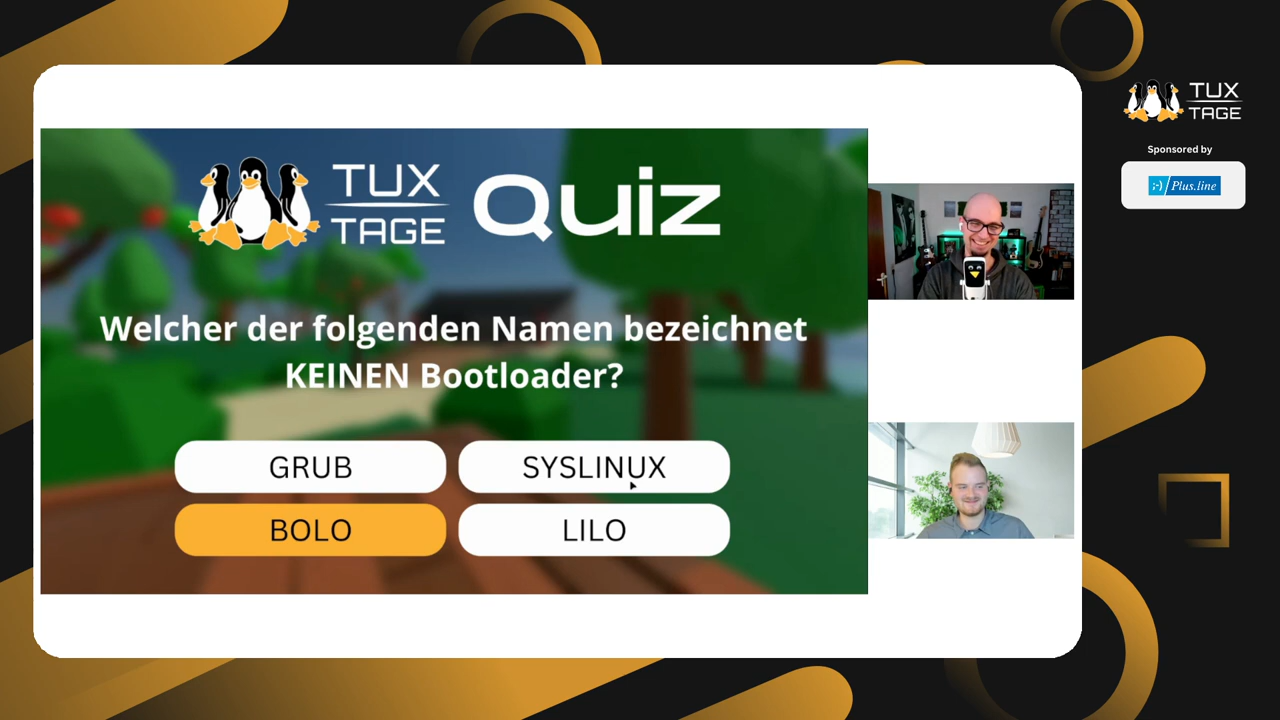 TUX
TAGE
Quiz
Welcher der folgenden Namen bezeichnet
KEINEN Bootloader?
GRUB
SYSLINUX
BOLO
LILO
TUX
TAGE
Sponsored by
;-) Plus.line